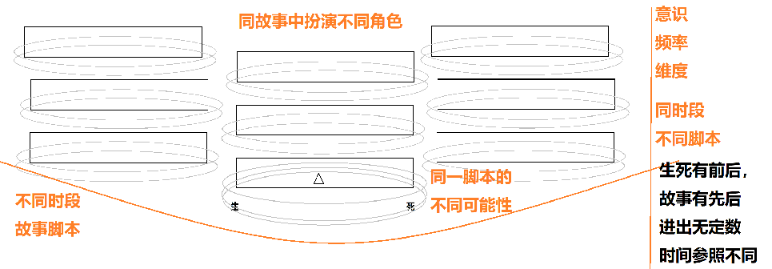 同故事中扮演不同角色
意识
频率
维度
同时段
不同脚本
生死有前后，
故事有先后
进出无定数
时间参照不同
同一脚本的
不同可能性
生
死
不同时段
故事脚本